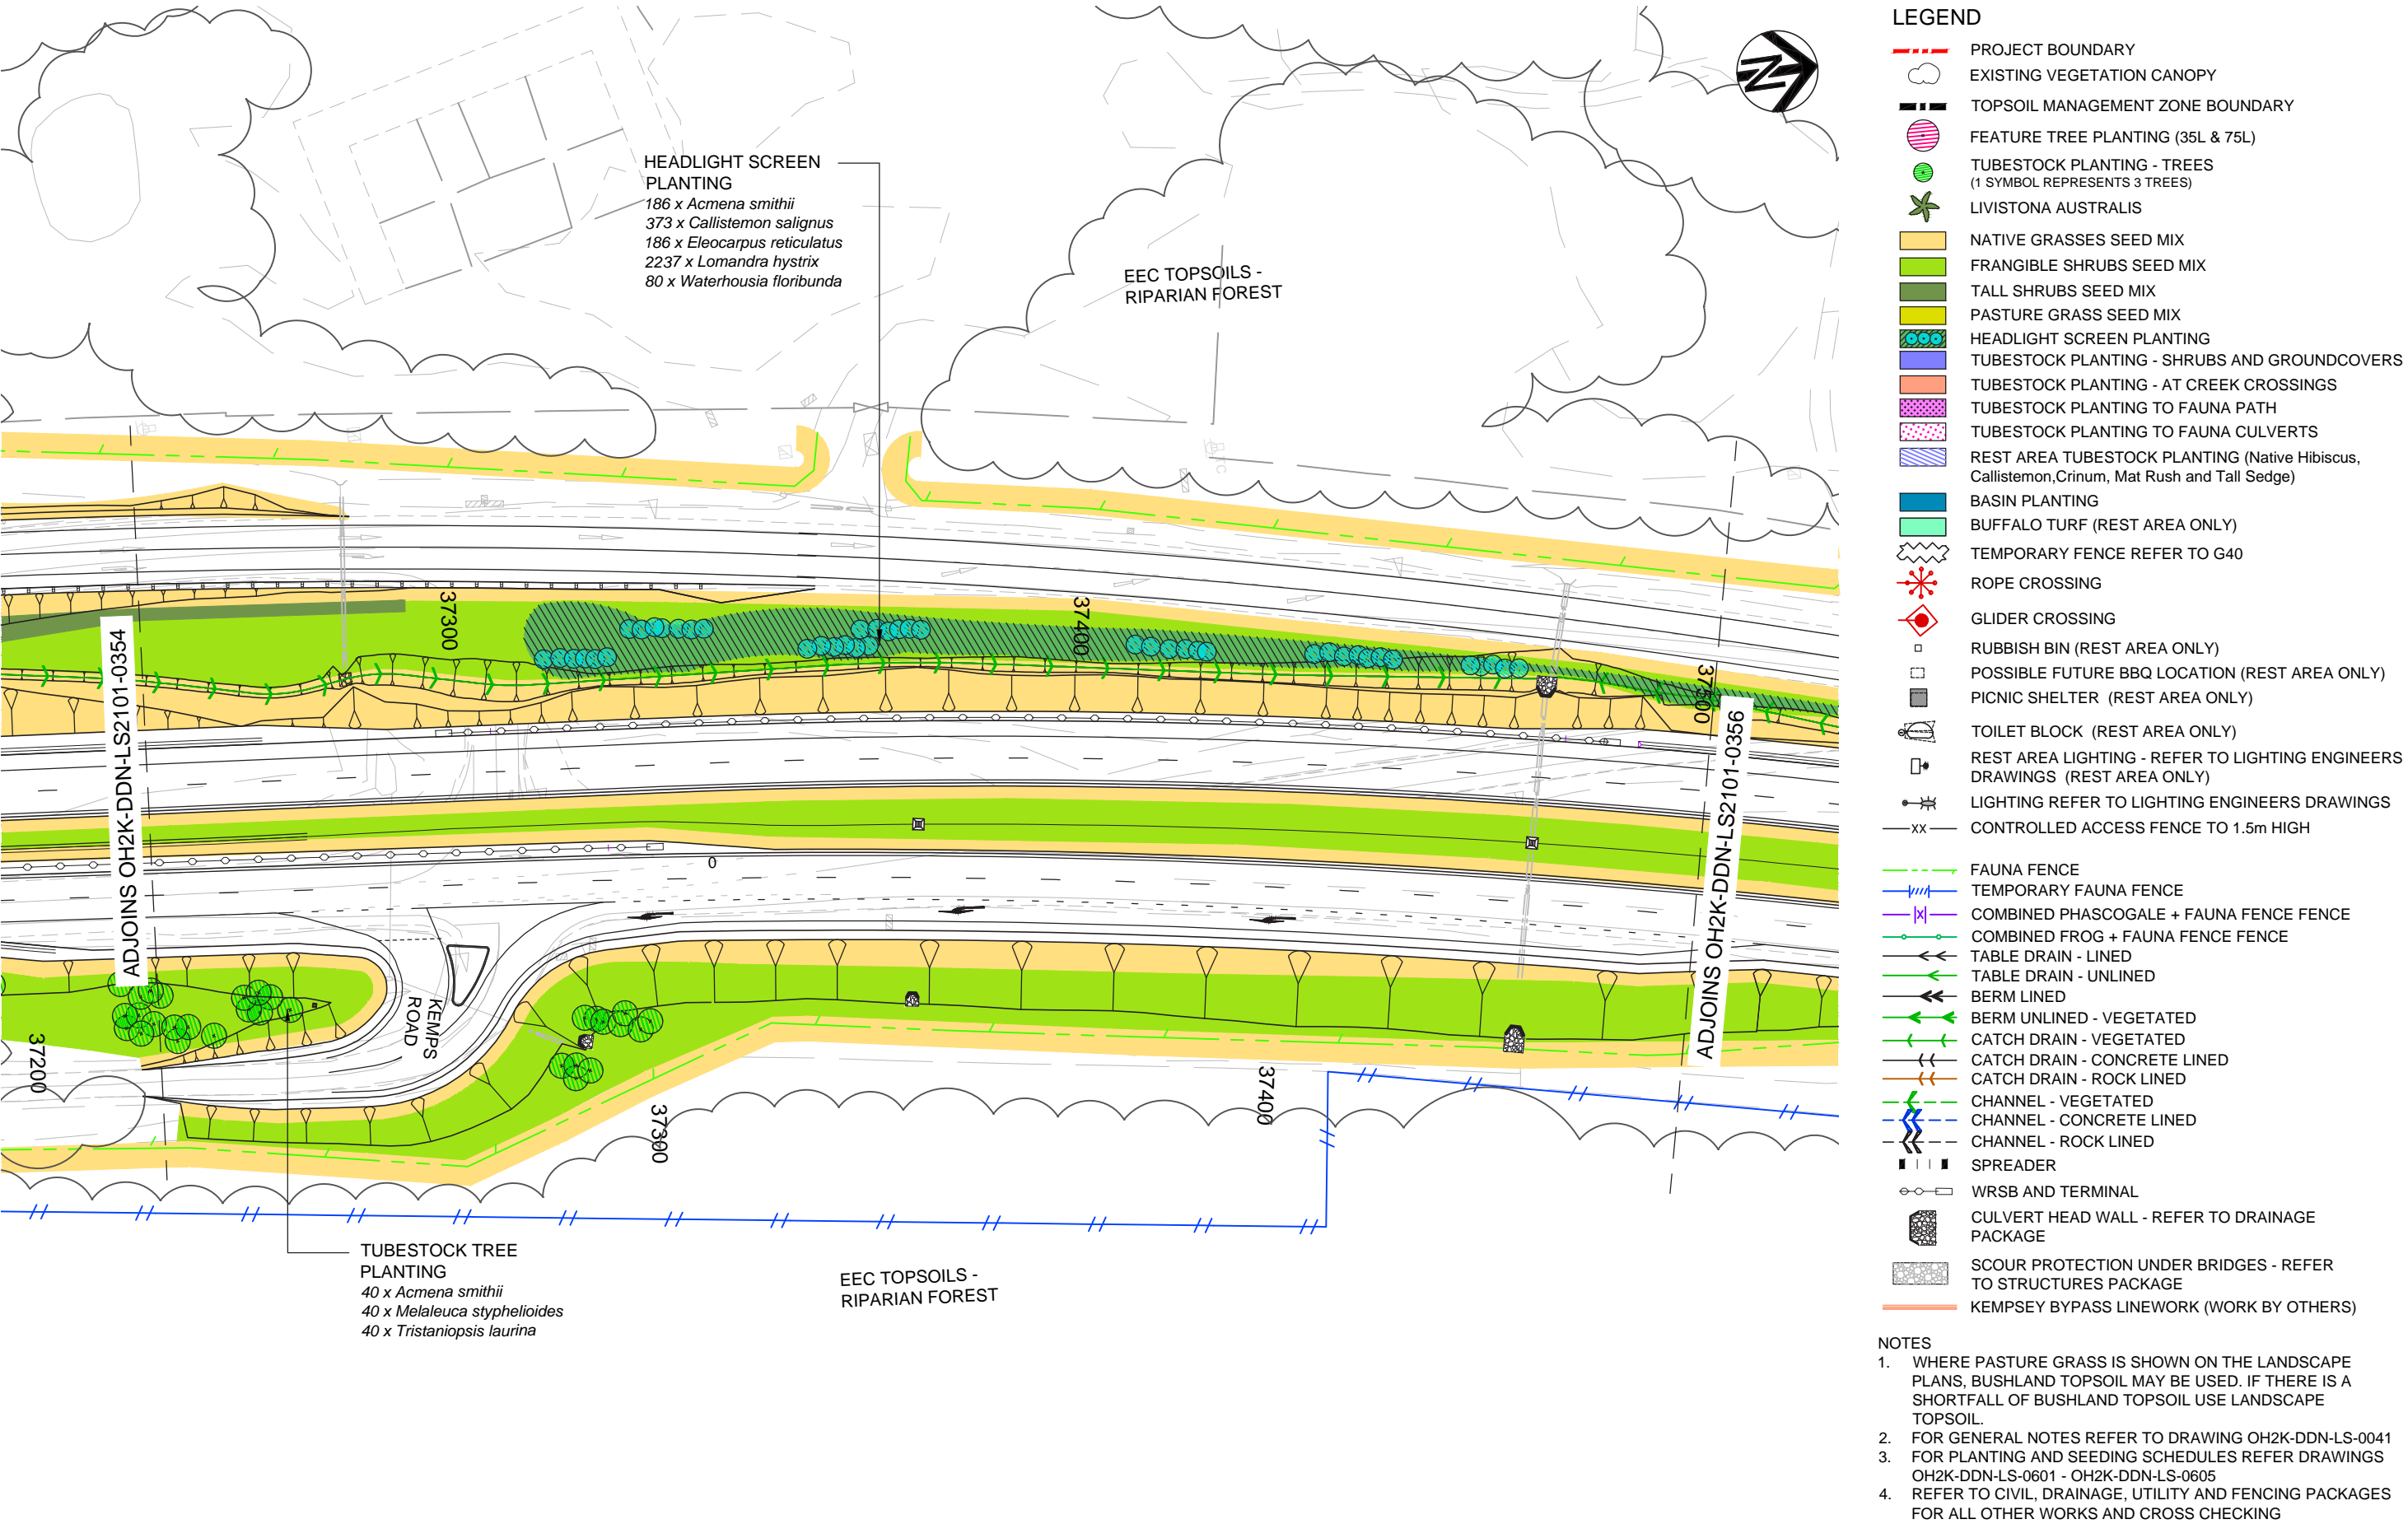 HEADLIGHT SCREEN
PLANTING
186 x Acmena smithii
373 x Callistemon salignus
186 x Eleocarpus reticulatus
2237 x Lomandra hystrix
80 x Waterhousia floribunda
EEC TOPSOILS -
RIPARIAN FOREST
N
37300
37400
37500
ADJOINS OH2K-DDN-LS2101-0354
ADJOINS OH2K-DDN-LS2101-0356
0
KEMPS
ROAD
37200
37300
37400
TUBESTOCK TREE
PLANTING
40 x Acmena smithii
40 x Melaleuca styphelioides
40 x Tristaniopsis laurina
EEC TOPSOILS -
RIPARIAN FOREST
LEGEND
PROJECT BOUNDARY
EXISTING VEGETATION CANOPY
TOPSOIL MANAGEMENT ZONE BOUNDARY
FEATURE TREE PLANTING (35L & 75L)
TUBESTOCK PLANTING - TREES
(1 SYMBOL REPRESENTS 3 TREES)
LIVISTONA AUSTRALIS
NATIVE GRASSES SEED MIX
FRANGIBLE SHRUBS SEED MIX
TALL SHRUBS SEED MIX
PASTURE GRASS SEED MIX
HEADLIGHT SCREEN PLANTING
TUBESTOCK PLANTING - SHRUBS AND GROUNDCOVERS
TUBESTOCK PLANTING - AT CREEK CROSSINGS
TUBESTOCK PLANTING TO FAUNA PATH
TUBESTOCK PLANTING TO FAUNA CULVERTS
REST AREA TUBESTOCK PLANTING (Native Hibiscus,
Callistemon,Crinum, Mat Rush and Tall Sedge)
BASIN PLANTING
BUFFALO TURF (REST AREA ONLY)
TEMPORARY FENCE REFER TO G40
ROPE CROSSING
GLIDER CROSSING
RUBBISH BIN (REST AREA ONLY)
POSSIBLE FUTURE BBQ LOCATION (REST AREA ONLY)
PICNIC SHELTER (REST AREA ONLY)
TOILET BLOCK (REST AREA ONLY)
REST AREA LIGHTING - REFER TO LIGHTING ENGINEERS
DRAWINGS (REST AREA ONLY)
LIGHTING REFER TO LIGHTING ENGINEERS DRAWINGS
XX CONTROLLED ACCESS FENCE TO 1.5m HIGH
FAUNA FENCE
TEMPORARY FAUNA FENCE
COMBINED PHASCOGALE + FAUNA FENCE FENCE
COMBINED FROG + FAUNA FENCE FENCE
TABLE DRAIN - LINED
TABLE DRAIN - UNLINED
BERM LINED
BERM UNLINED - VEGETATED
CATCH DRAIN - VEGETATED
CATCH DRAIN - CONCRETE LINED
CATCH DRAIN - ROCK LINED
CHANNEL - VEGETATED
CHANNEL - CONCRETE LINED
CHANNEL - ROCK LINED
SPREADER
WRSB AND TERMINAL
CULVERT HEAD WALL - REFER TO DRAINAGE
PACKAGE
SCOUR PROTECTION UNDER BRIDGES - REFER
TO STRUCTURES PACKAGE
KEMPSEY BYPASS LINEWORK (WORK BY OTHERS)
NOTES
1. WHERE PASTURE GRASS IS SHOWN ON THE LANDSCAPE
PLANS, BUSHLAND TOPSOIL MAY BE USED. IF THERE IS A
SHORTFALL OF BUSHLAND TOPSOIL USE LANDSCAPE
TOPSOIL.
2. FOR GENERAL NOTES REFER TO DRAWING OH2K-DDN-LS-0041
3. FOR PLANTING AND SEEDING SCHEDULES REFER DRAWINGS
OH2K-DDN-LS-0601 - OH2K-DDN-LS-0605
4. REFER TO CIVIL, DRAINAGE, UTILITY AND FENCING PACKAGES
FOR ALL OTHER WORKS AND CROSS CHECKING